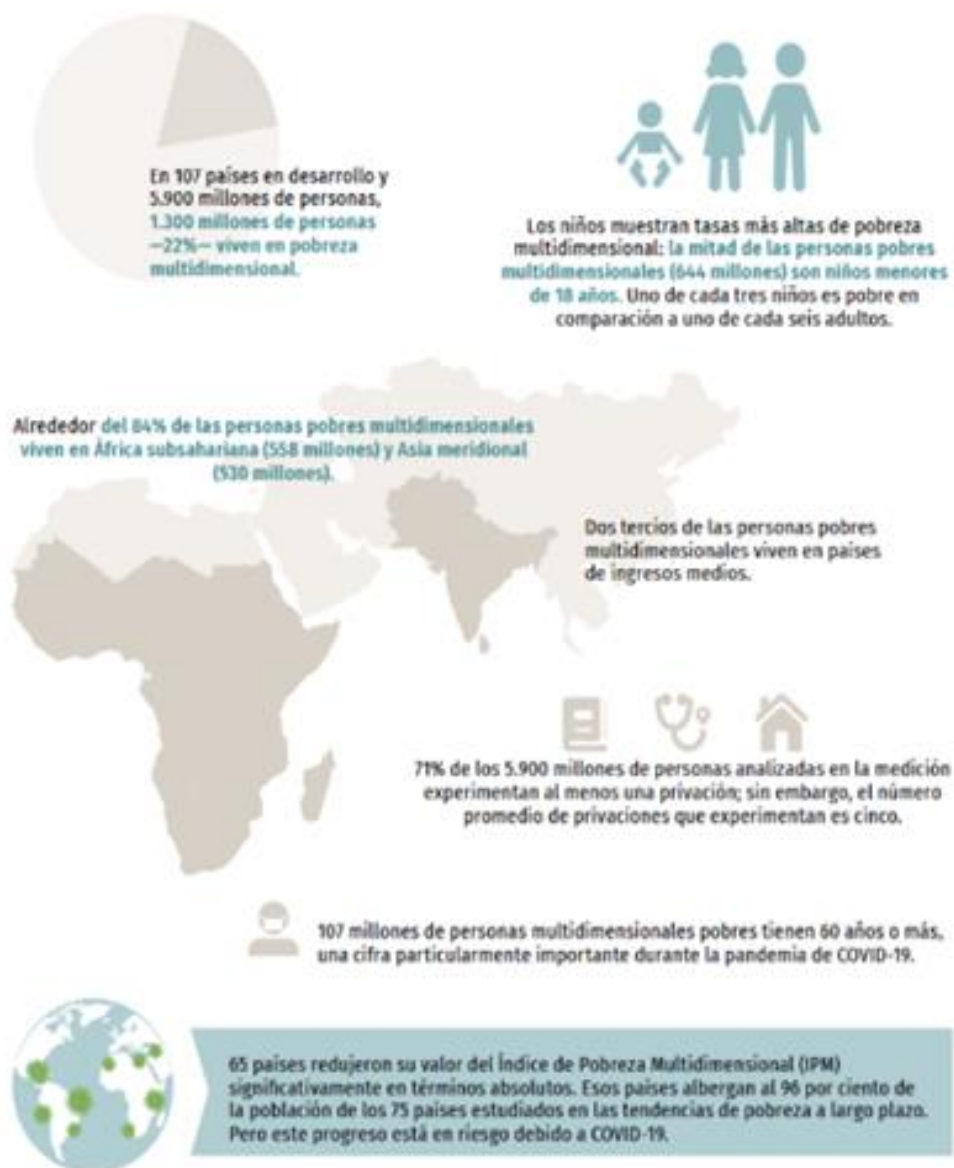 En 107 países en desarrollo y
5.900 millones de personas,
1.300 millones de personas
—22%— viven en pobreza
multidimensional.
Los niños muestran tasas más altas de pobreza
multidimensional: la mitad de las personas pobres
multidimensionales (644 millones) son niños menores
de 18 años. Uno de cada tres niños es pobre en
comparación a uno de cada seis adultos.
Alrededor del 84% de las personas pobres multidimensionales
viven en África subsahariana (558 millones) y Asia meridional
(530 millones).
Dos tercios de las personas pobres
multidimensionales viven en países
de ingresos medios.
71% de los 5.900 millones de personas analizadas en la medición
experimentan al menos una privación; sin embargo, el número
promedio de privaciones que experimentan es cinco.
107 millones de personas multidimensionales pobres tienen 60 años o más,
una cifra particularmente importante durante la pandemia de COVID-19.
65 países redujeron su valor del Índice de Pobreza Multidimensional (IPM)
significativamente en términos absolutos. Esos países albergan al 96 por ciento de
la población de los 75 países estudiados en las tendencias de pobreza a largo plazo.
Pero este progreso está en riesgo debido a COVID-19.